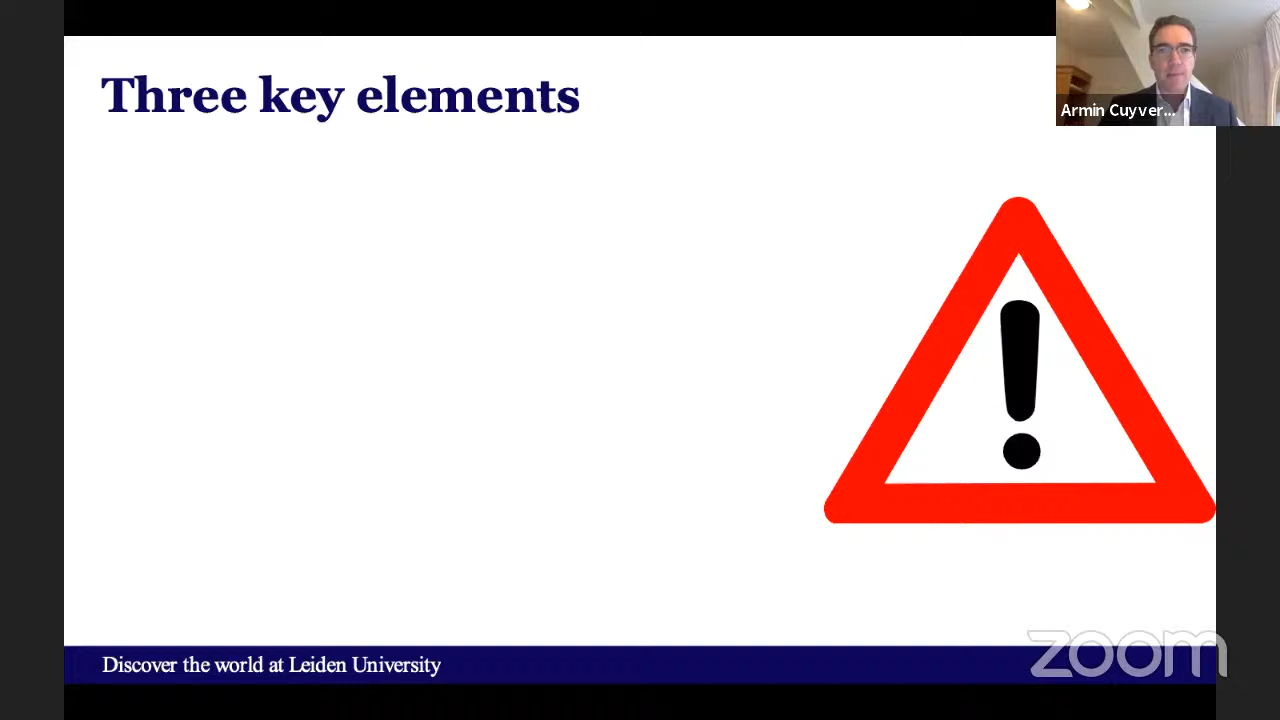 Three key elements
Armin Cuyver...
Discover the world at Leiden University
zoom